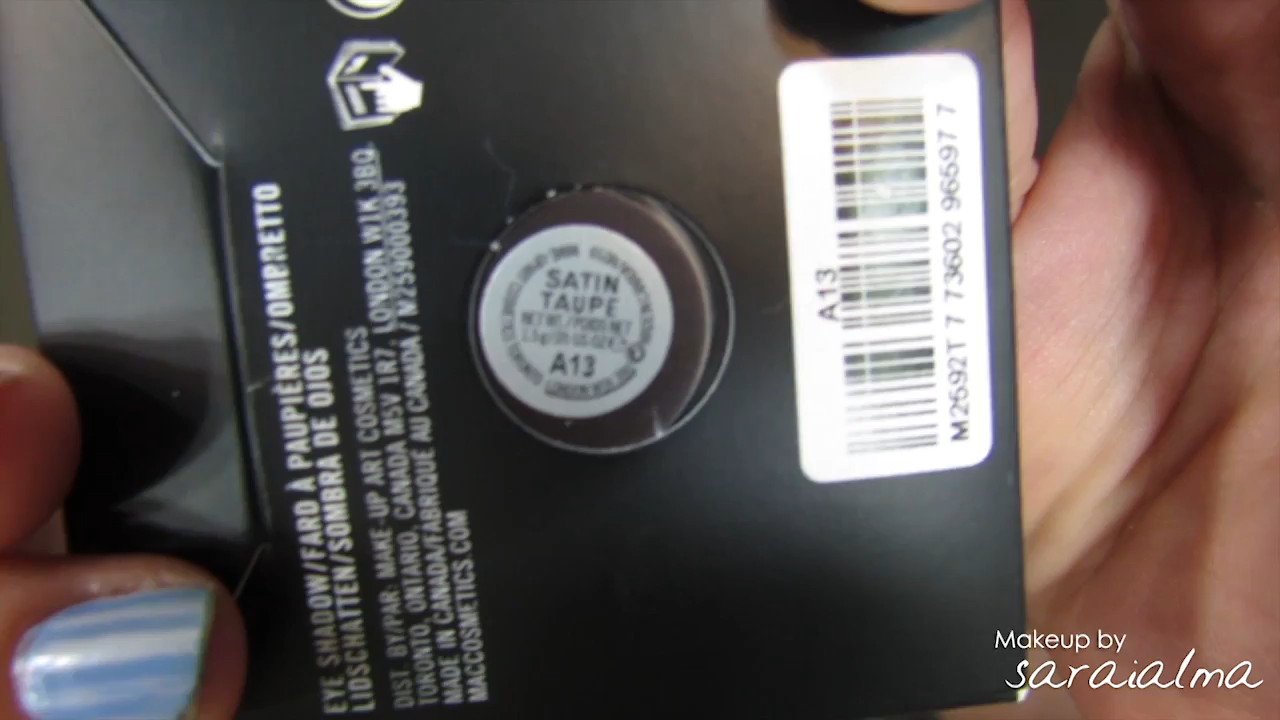 EYE SHADOW/FARD À PAUPIÈRES/OMBRETTO
LIDSCHATTEN/SOMBRA DE OJOS
DIST BY/PAR: MAKE-UP ART COSMETICS
TORONTO, ONTARIO, CANADA M5V 1R7, LONDON W1K 3BQ.
MADE IN CANADA/FABRIQUÉ AU CANADA / N2590000393
MACCOSMETICS.COM
SATIN
TAUPE
NET WT./POIDS NET
A13
A13
M2592T 7 73602 96597 7
Makeup by
saraialma